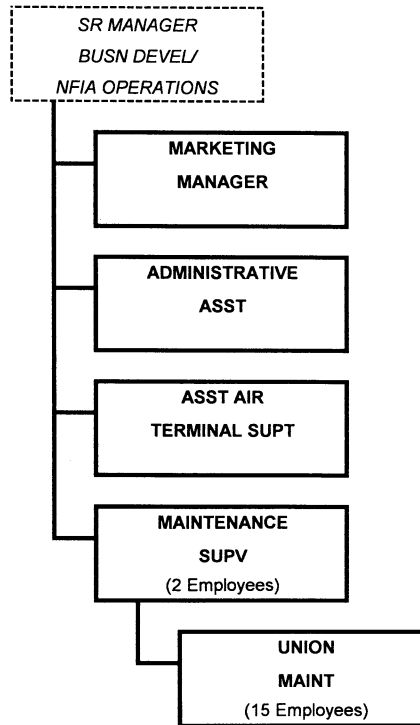 SR MANAGER
BUSN DEVEL/
NFIA OPERATIONS
MARKETING
MANAGER
ADMINISTRATIVE
ASST
ASST AIR
TERMINAL SUPT
MAINTENANCE
SUPV
(2 Employees)
UNION
MAINT
(15 Employees)